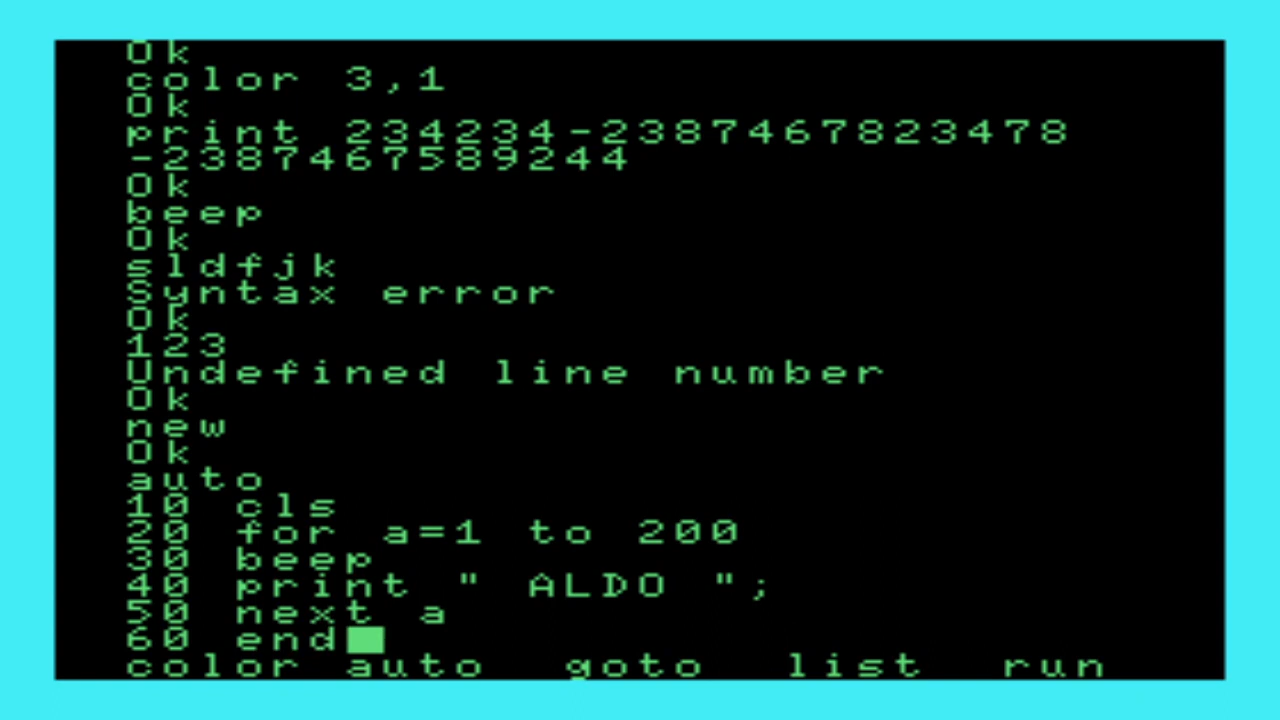 Ok
color 3,1
Ok
print 234234-2387467823478
-2387467589244
Ok
beep
Ok
sldfjk
Syntax error
Ok
123
Undefined line number
Ok
new
Ok
auto
10 cls
20 for a=1 to 200
30 beep
40 print " ALDO ";
50 next a
60 end
color auto goto list run